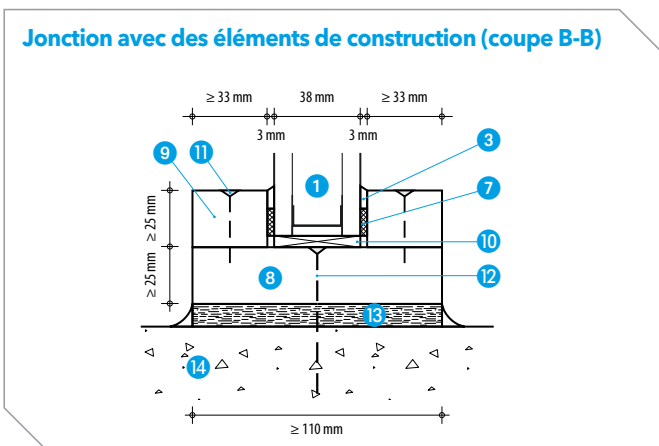 Jonction avec des éléments de construction (coupe B-B)
≥ 33 mm 38 mm ≥ 33 mm
3 mm 3 mm
11
9 3
1
7
≥ 25 mm
10
≥ 25 mm
8 12
13
14
≥ 110 mm